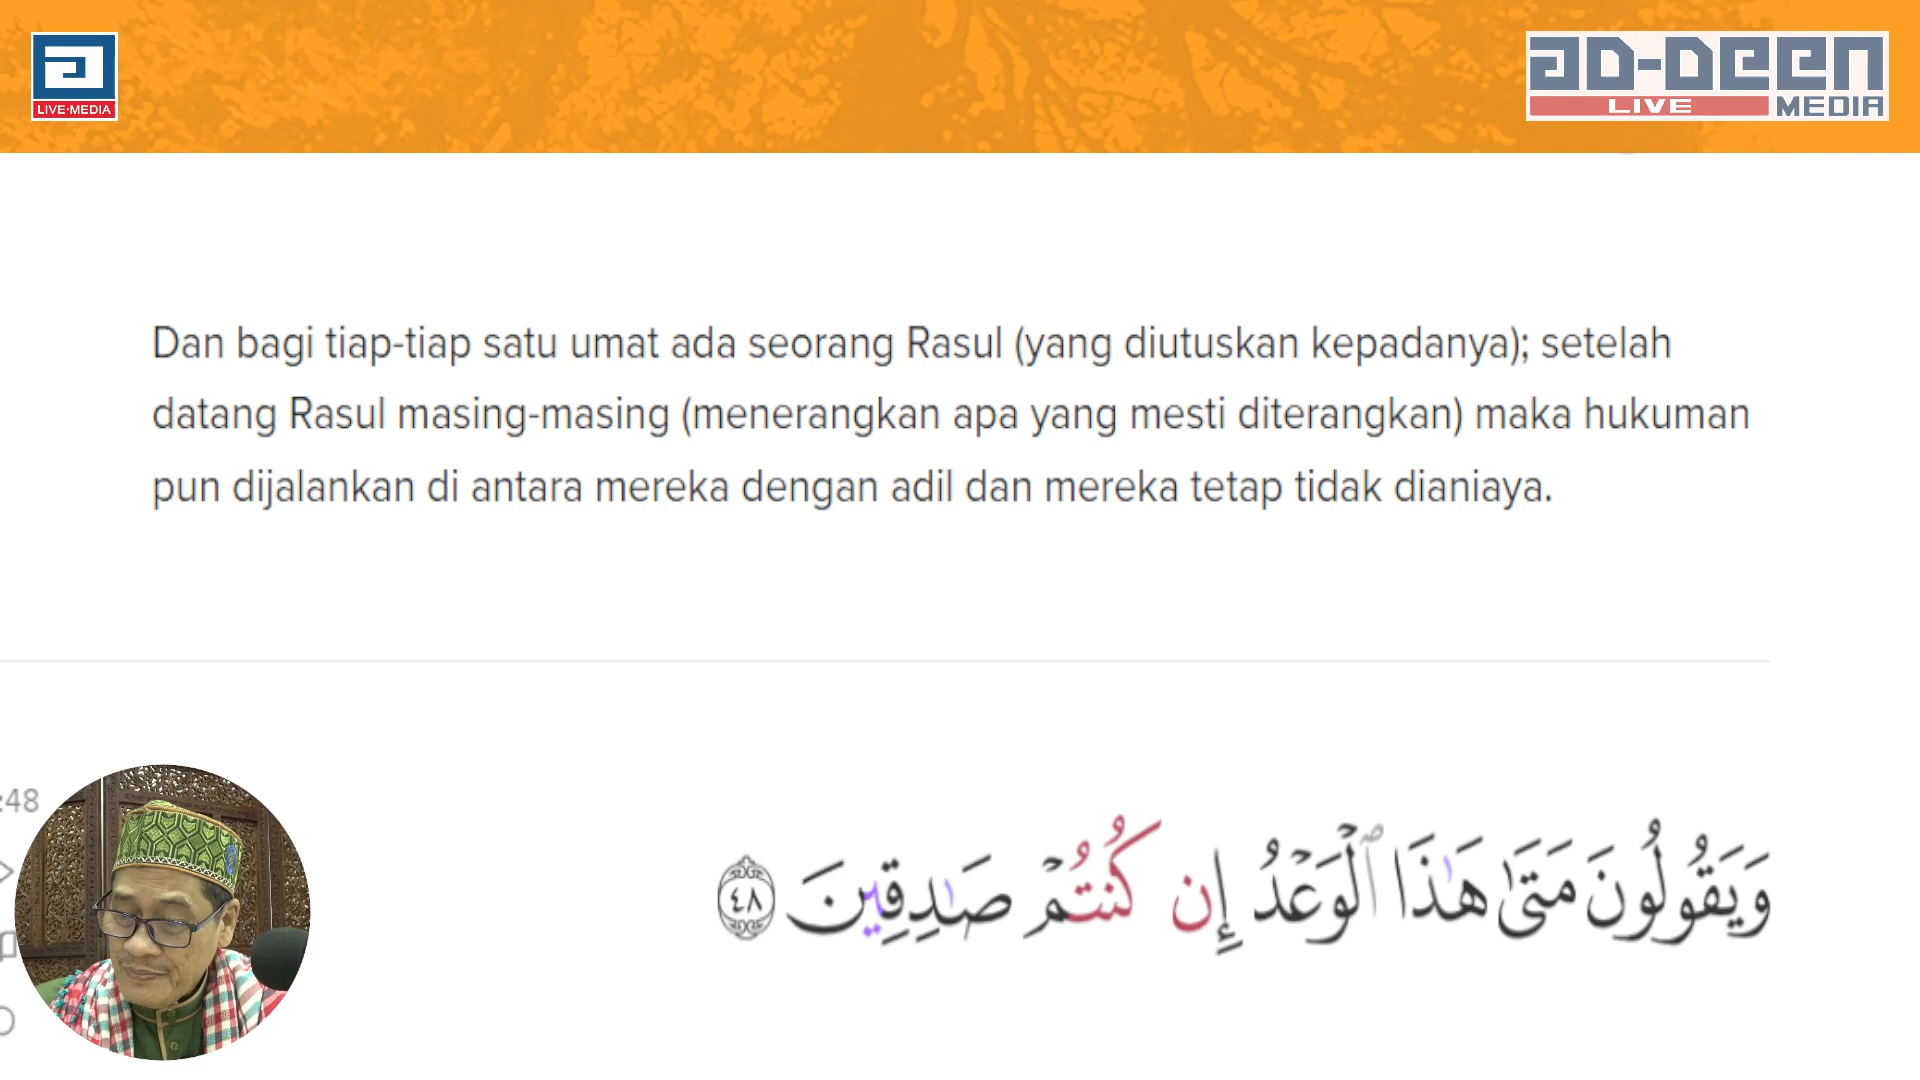 LIVE·MEDIA
AD-DEEN
LIVE MEDIA
Dan bagi tiap-tiap satu umat ada seorang Rasul (yang diutuskan kepadanya); setelah
datang Rasul masing-masing (menerangkan apa yang mesti diterangkan) maka hukuman
pun dijalankan di antara mereka dengan adil dan mereka tetap tidak dianiaya.
:48
وَيَقُولُونَ مَتَىٰ هَـٰذَا ٱلْوَعْدُ إِن كُنتُمْ صَـٰدِقِينَ ٤٨